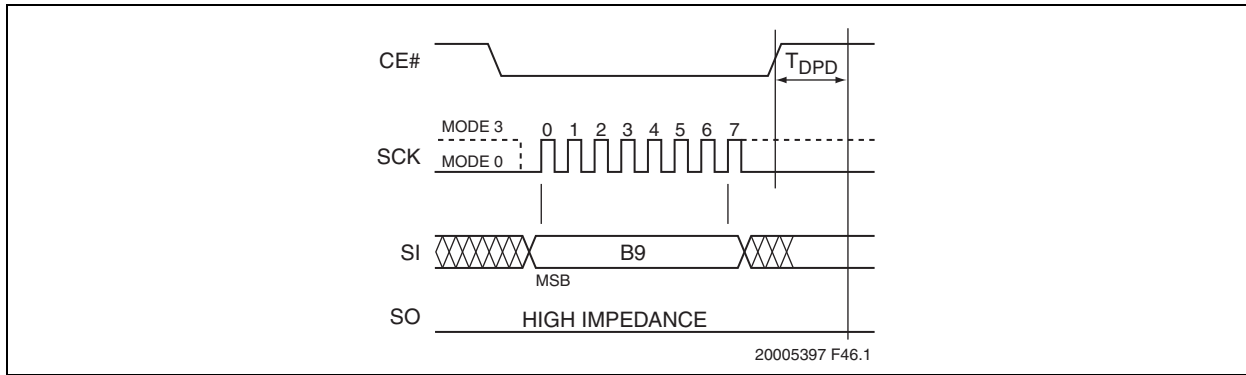 CE#
T DPD
MODE 3
0 1 2 3 4 5 6 7
SCK
MODE 0
SI
B9
MSB
SO
HIGH IMPEDANCE
20005397 F46.1